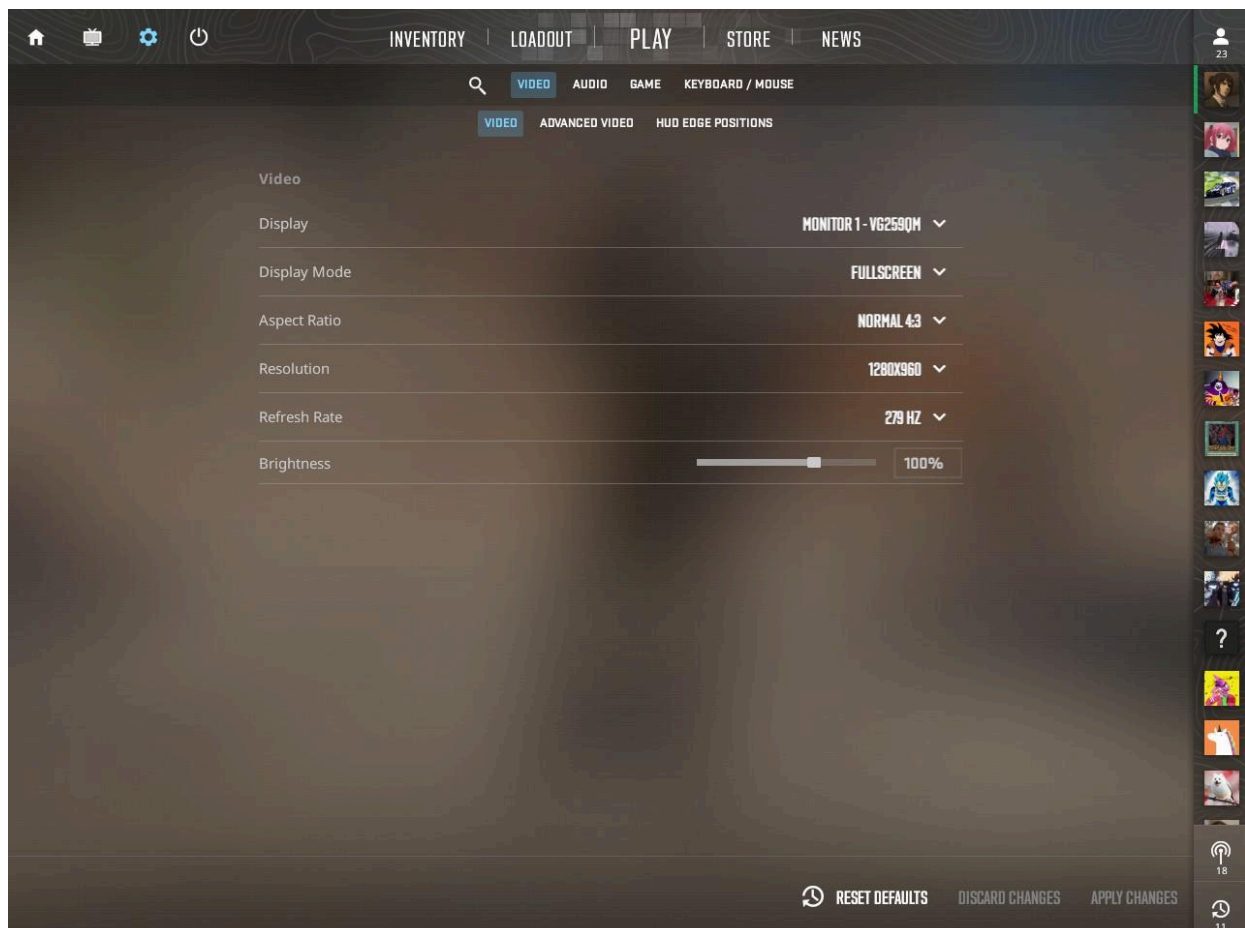 INVENTORY LOADOUT PLAY STORE NEWS
23
VIDEO AUDIO GAME KEYBOARD / MOUSE
VIDEO ADVANCED VIDEO HUD EDGE POSITIONS
Video
Display MONITOR 1 - VG259QM
Display Mode FULLSCREEN
Aspect Ratio NORMAL 4:3
Resolution 1280X960
Refresh Rate 279 HZ
Brightness 100%
?
18
RESET DEFAULTS DISCARD CHANGES APPLY CHANGES
11